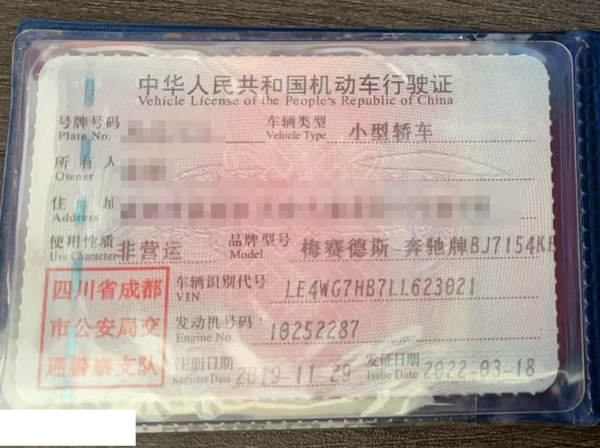 中华人民共和国机动车行驶证
Vehicle License of the People's Republic of China
号牌号码 车辆类型 小型轿车
Plate No. Vehicle Type
所有人
Owner
住址
Address
使用性质 非营运 品牌型号 梅赛德斯-奔驰牌BJ7154K
Use Character Model
四川省成都
市公安局交
通警察支队
车辆识别代号 LE4WG7HB7LL623021
VIN
发动机号码 10252287
Engine No.
注册日期 2019-11-29 发证日期 2022-03-18
Register Date Issue Date